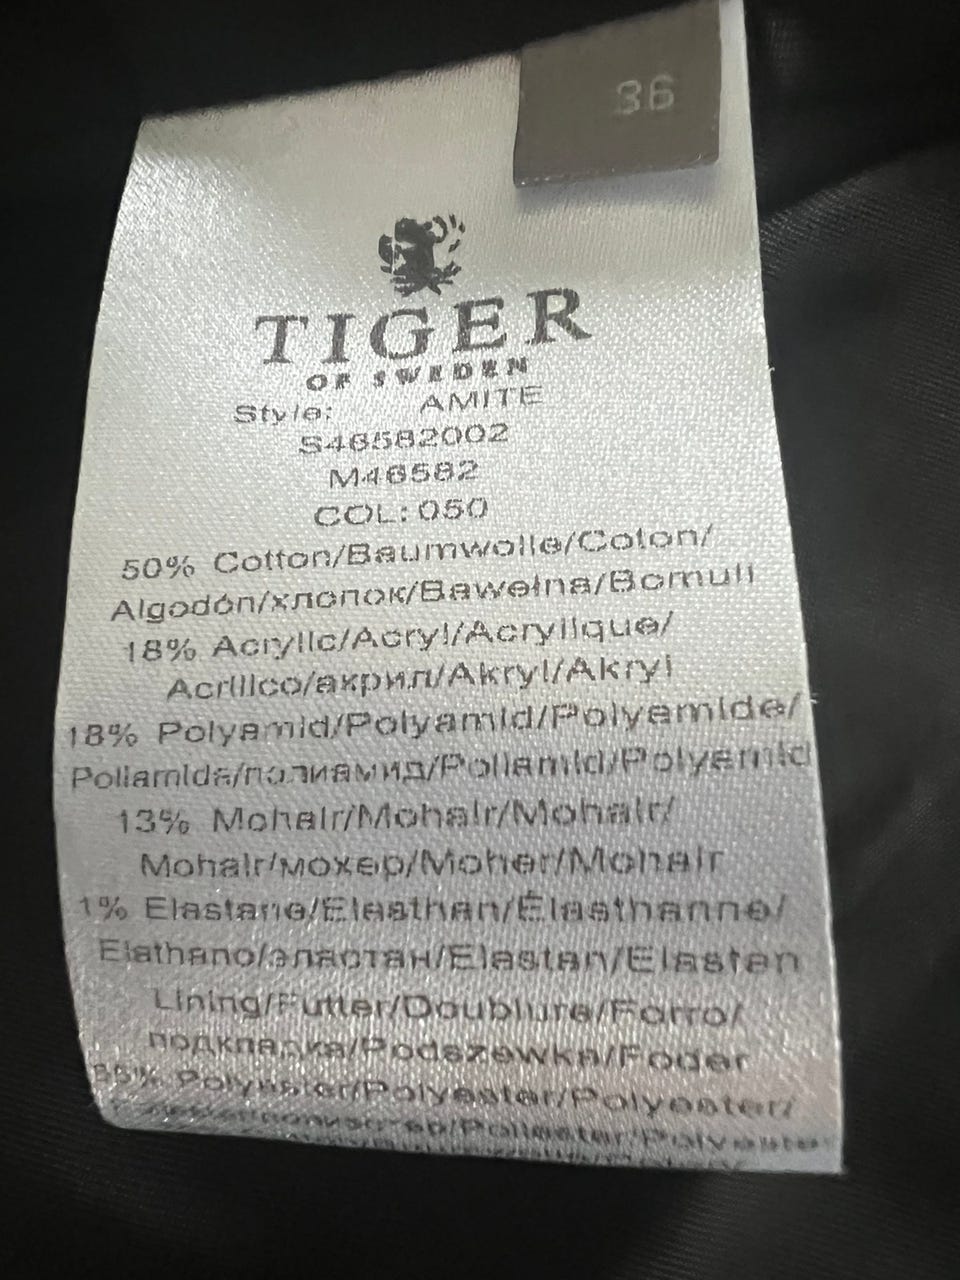 36
TIGER
OF SWEDEN
Style: AMITE
S46582002
M46582
COL: 050
50% Cotton/Baumwolle/Coton/
Algodón/хлопок/Bawełna/Bomull
18% Acrylic/Acryl/Acrylique/
Acrílico/акрил/Akryl/Akryl
18% Polyamid/Polyamid/Polyamide/
Poliamida/полиамид/Poliamid/Polyamid
13% Mohair/Mohair/Mohair/
Mohair/мохер/Moher/Mohair
1% Elastane/Elasthan/Élasthanne/
Elathano/эластан/Elastan/Elastan
Lining/Futter/Doublure/Forro/
подкладка/Podszewka/Foder
Polyester/Polyester/Polyester/